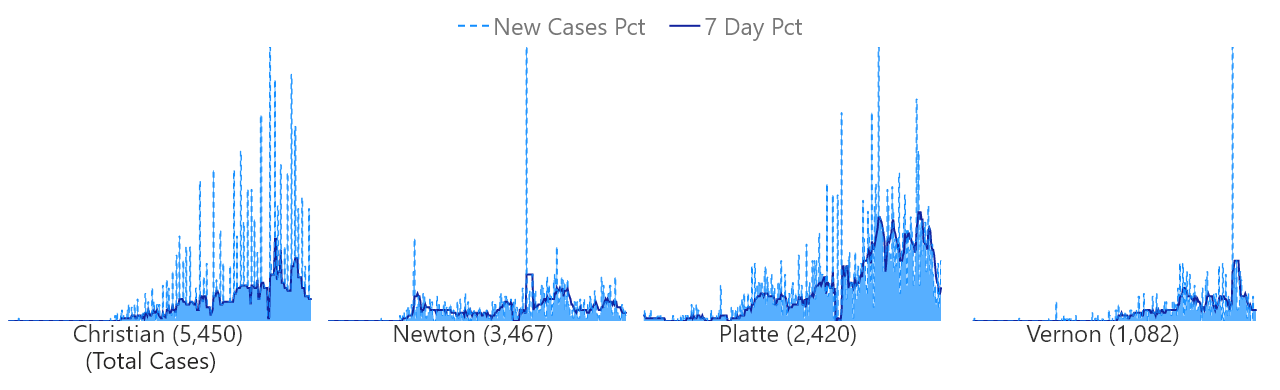 New Cases Pct 7 Day Pct
Christian (5,450) Newton (3,467) Platte (2,420) Vernon (1,082)
(Total Cases)